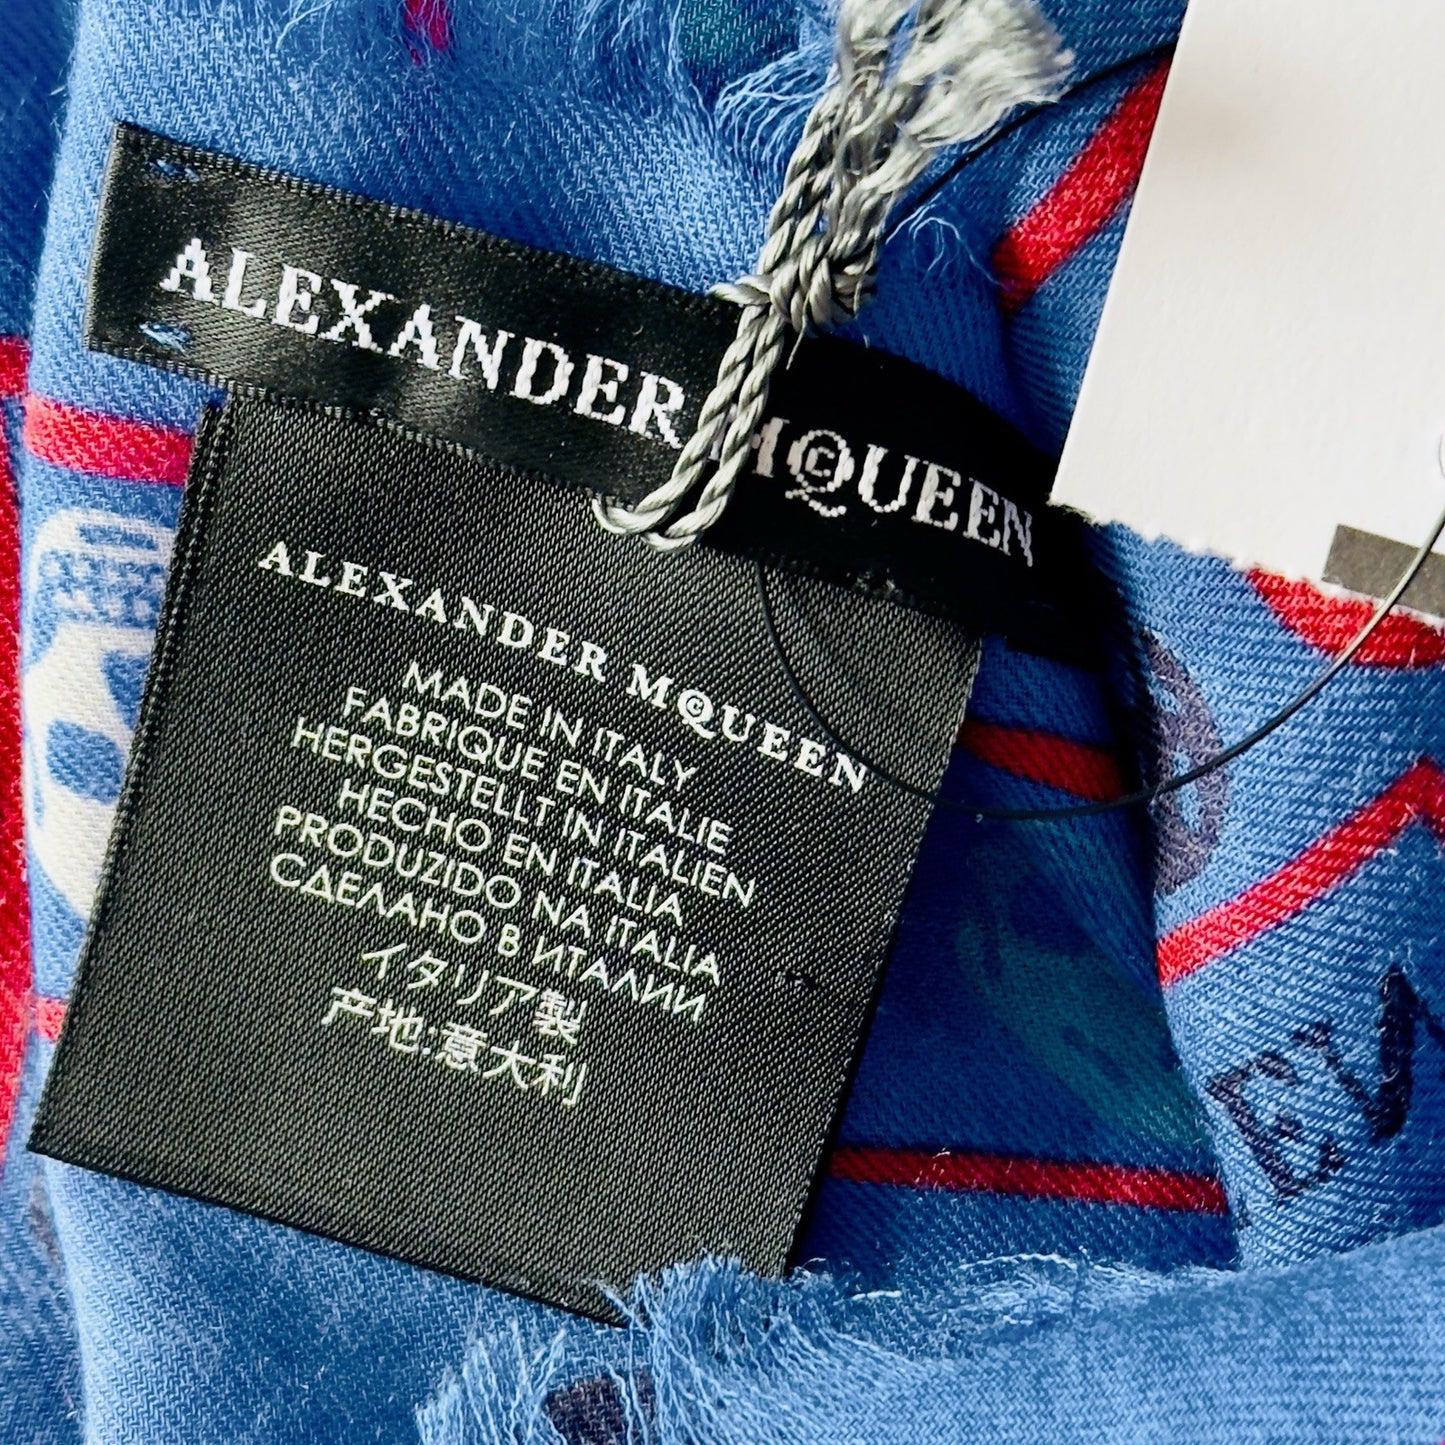 ALEXANDER MCQUEEN
ALEXANDER MCQUEEN
MADE IN ITALY
FABRIQUE EN ITALIE
HERGESTELLT IN ITALIEN
HECHO EN ITALIA
PRODUZIDO NA ITALIA
СДЕЛАНО В ИТАЛИИ
イタリア製
产地:意大利